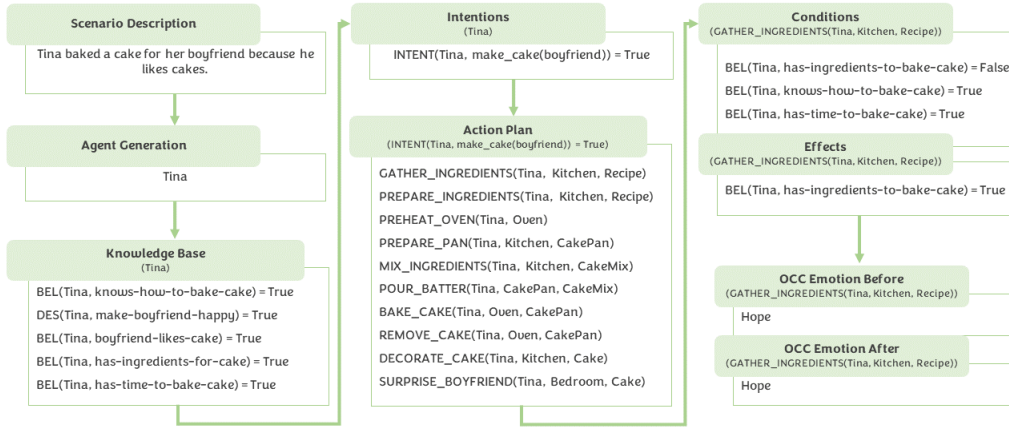 Scenario Description
Tina baked a cake for her boyfriend because he
likes cakes.
Agent Generation
Tina
Knowledge Base
(Tina)
BEL(Tina, knows-how-to-bake-cake) = True
DES(Tina, make-boyfriend-happy) = True
BEL(Tina, boyfriend-likes-cake) = True
BEL(Tina, has-ingredients-for-cake) = True
BEL(Tina, has-time-to-bake-cake) = True
Intentions
(Tina)
INTENT(Tina, make_cake(boyfriend)) = True
Action Plan
(INTENT(Tina, make_cake(boyfriend)) = True)
GATHER_INGREDIENTS(Tina, Kitchen, Recipe)
PREPARE_INGREDIENTS(Tina, Kitchen, Recipe)
PREHEAT_OVEN(Tina, Oven)
PREPARE_PAN(Tina, Kitchen, CakePan)
MIX_INGREDIENTS(Tina, Kitchen, CakeMix)
POUR_BATTER(Tina, CakePan, CakeMix)
BAKE_CAKE(Tina, Oven, CakePan)
REMOVE_CAKE(Tina, Oven, CakePan)
DECORATE_CAKE(Tina, Kitchen, Cake)
SURPRISE_BOYFRIEND(Tina, Bedroom, Cake)
Conditions
(GATHER_INGREDIENTS(Tina, Kitchen, Recipe))
BEL(Tina, has-ingredients-to-bake-cake) = False
BEL(Tina, knows-how-to-bake-cake) = True
BEL(Tina, has-time-to-bake-cake) = True
Effects
(GATHER_INGREDIENTS(Tina, Kitchen, Recipe))
BEL(Tina, has-ingredients-to-bake-cake) = True
OCC Emotion Before
(GATHER_INGREDIENTS(Tina, Kitchen, Recipe))
Hope
OCC Emotion After
(GATHER_INGREDIENTS(Tina, Kitchen, Recipe))
Hope